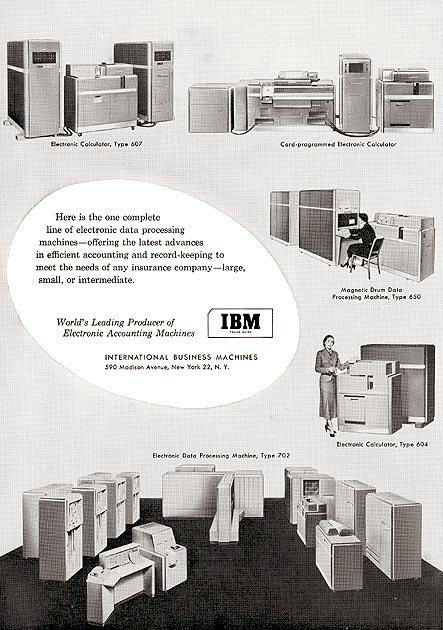 Electronic Calculator, Type 607
Card-programmed Electronic Calculator
Here is the one complete
line of electronic data processing
machines—offering the latest advances
in efficient accounting and record-keeping to
meet the needs of any insurance company—large,
small, or intermediate.
Magnetic Drum Data
Processing Machine, Type 650
World's Leading Producer of
Electronic Accounting Machines
IBM
TRADE MARK
INTERNATIONAL BUSINESS MACHINES
590 Madison Avenue, New York 22, N. Y.
Electronic Calculator, Type 604
Electronic Data Processing Machine, Type 702